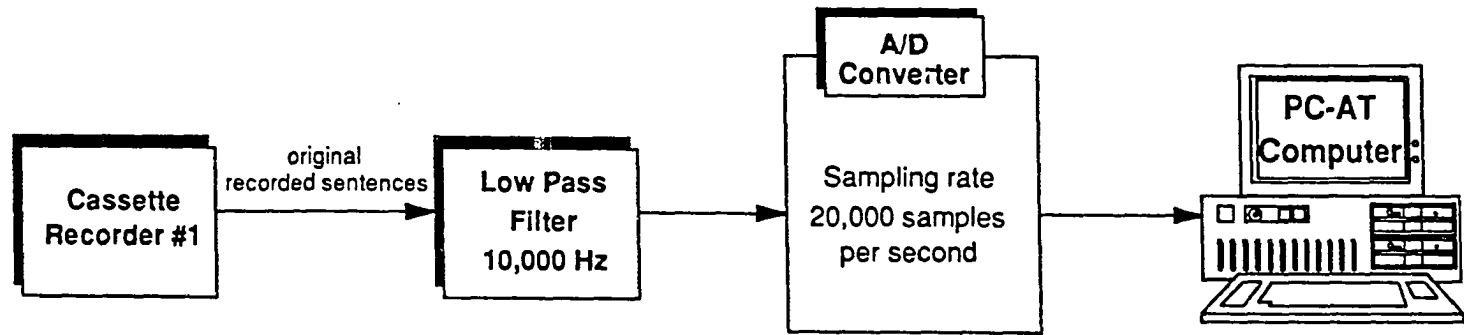 Cassette
Recorder #1
original
recorded sentences
Low Pass
Filter
10,000 Hz
A/D
Converter
Sampling rate
20,000 samples
per second
PC-AT
Computer